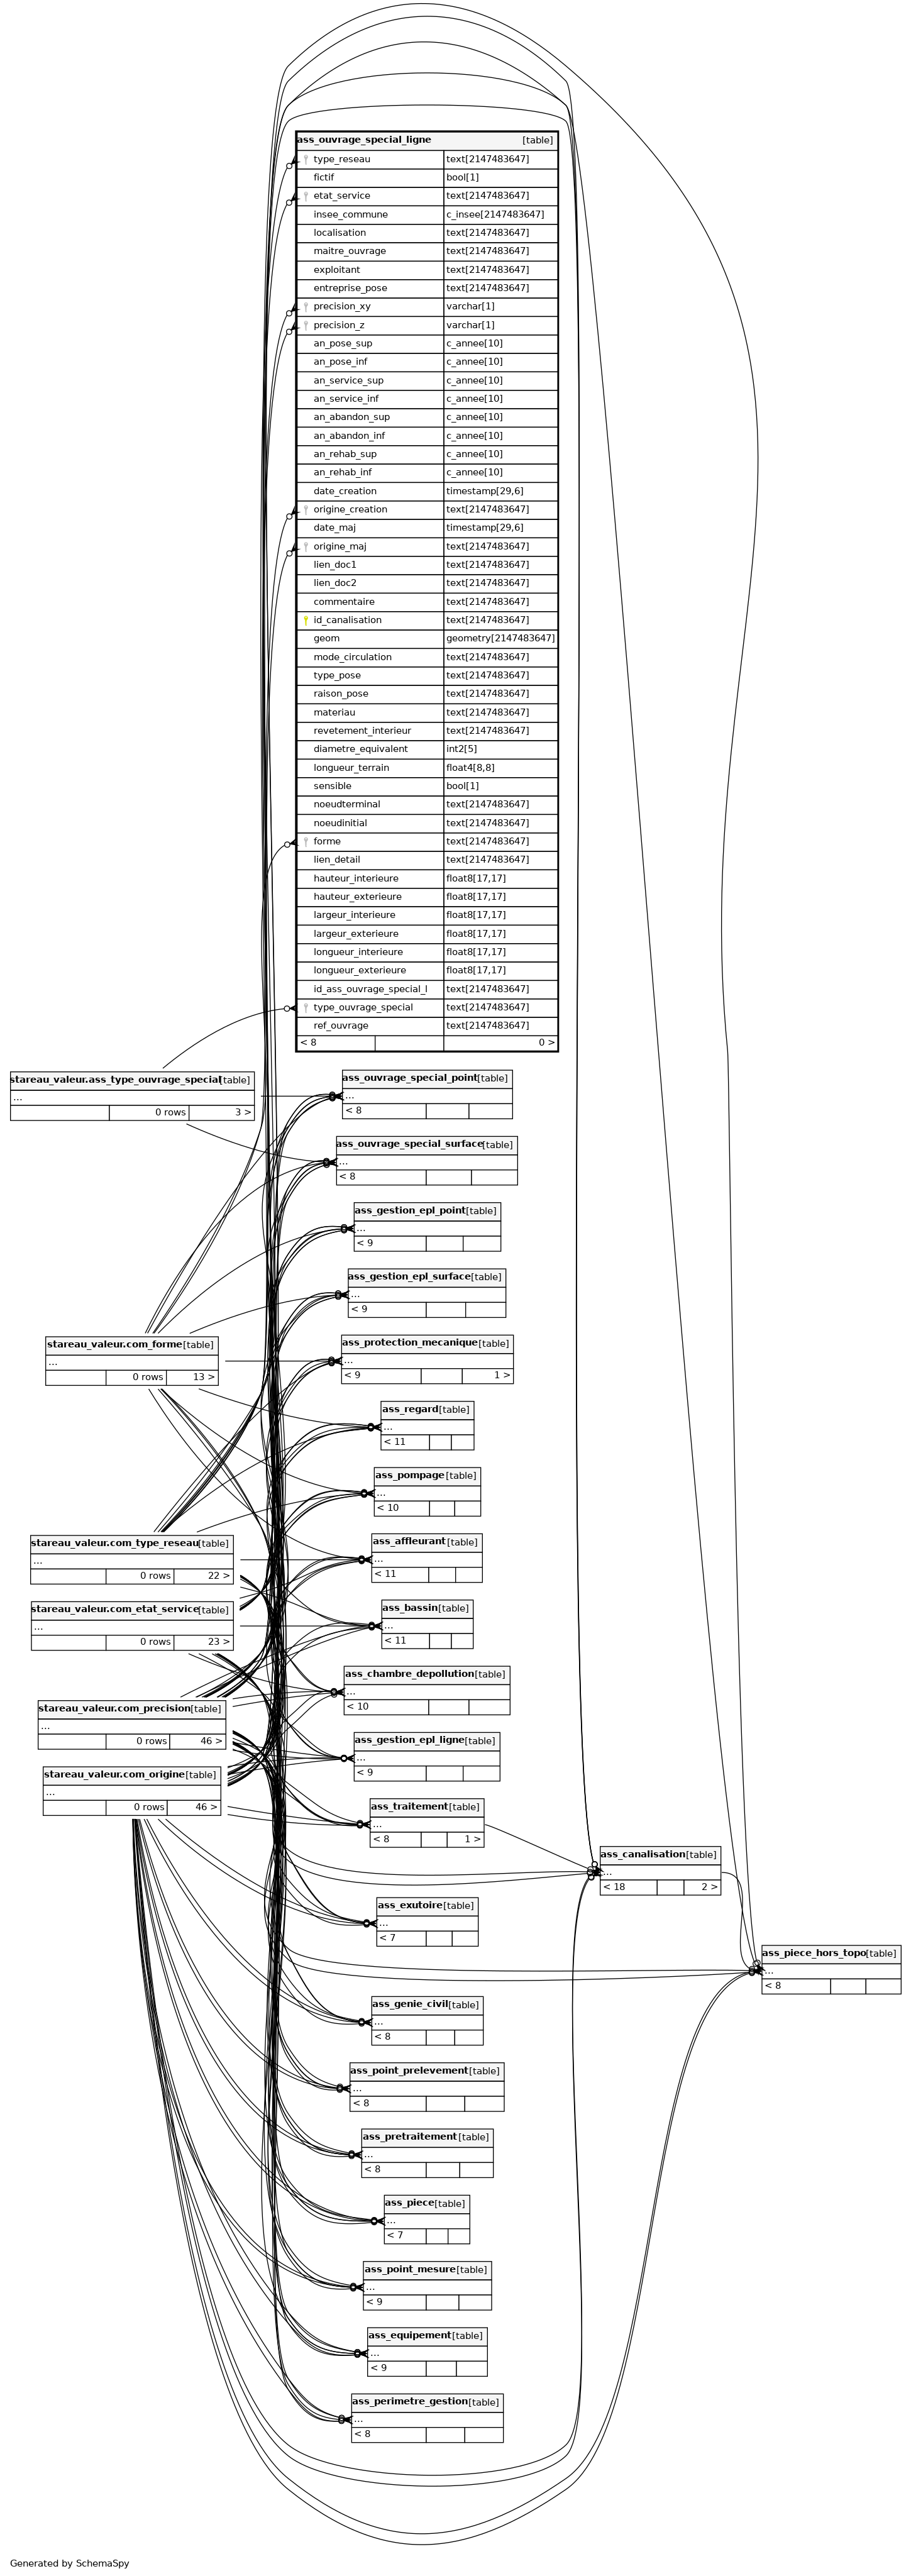 ass_ouvrage_special_ligne [table]
type_reseau text[2147483647]
fictif bool[1]
etat_service text[2147483647]
insee_commune c_insee[2147483647]
localisation text[2147483647]
maitre_ouvrage text[2147483647]
exploitant text[2147483647]
entreprise_pose text[2147483647]
precision_xy varchar[1]
precision_z varchar[1]
an_pose_sup c_annee[10]
an_pose_inf c_annee[10]
an_service_sup c_annee[10]
an_service_inf c_annee[10]
an_abandon_sup c_annee[10]
an_abandon_inf c_annee[10]
an_rehab_sup c_annee[10]
an_rehab_inf c_annee[10]
date_creation timestamp[29,6]
origine_creation text[2147483647]
date_maj timestamp[29,6]
origine_maj text[2147483647]
lien_doc1 text[2147483647]
lien_doc2 text[2147483647]
commentaire text[2147483647]
id_canalisation text[2147483647]
geom geometry[2147483647]
mode_circulation text[2147483647]
type_pose text[2147483647]
raison_pose text[2147483647]
materiau text[2147483647]
revetement_interieur text[2147483647]
diametre_equivalent int2[5]
longueur_terrain float4[8,8]
sensible bool[1]
noeudterminal text[2147483647]
noeudinitial text[2147483647]
forme text[2147483647]
lien_detail text[2147483647]
hauteur_interieure float8[17,17]
hauteur_exterieure float8[17,17]
largeur_interieure float8[17,17]
largeur_exterieure float8[17,17]
longueur_interieure float8[17,17]
longueur_exterieure float8[17,17]
id_ass_ouvrage_special_l text[2147483647]
type_ouvrage_special text[2147483647]
ref_ouvrage text[2147483647]
< 8 0 >
stareau_valeur.ass_type_ouvrage_special [table]
...
0 rows 3 >
ass_ouvrage_special_point [table]
...
< 8
ass_ouvrage_special_surface [table]
...
< 8
ass_gestion_epl_point [table]
...
< 9
ass_gestion_epl_surface [table]
...
< 9
stareau_valeur.com_forme [table]
...
0 rows 13 >
ass_protection_mecanique [table]
...
< 9 1 >
ass_regard [table]
...
< 11
ass_pompage [table]
...
< 10
stareau_valeur.com_type_reseau [table]
...
0 rows 22 >
ass_affleurant [table]
...
< 11
stareau_valeur.com_etat_service [table]
...
0 rows 23 >
ass_bassin [table]
...
< 11
ass_chambre_depollution [table]
...
< 10
stareau_valeur.com_precision [table]
...
0 rows 46 >
ass_gestion_epl_ligne [table]
...
< 9
stareau_valeur.com_origine [table]
...
0 rows 46 >
ass_traitement [table]
...
< 8 1 >
ass_canalisation [table]
...
< 18 2 >
ass_exutoire [table]
...
< 7
ass_piece_hors_topo [table]
...
< 8
ass_genie_civil [table]
...
< 8
ass_point_prelevement [table]
...
< 8
ass_pretraitement [table]
...
< 8
ass_piece [table]
...
< 7
ass_point_mesure [table]
...
< 9
ass_equipement [table]
...
< 9
ass_perimetre_gestion [table]
...
< 8
Generated by SchemaSpy